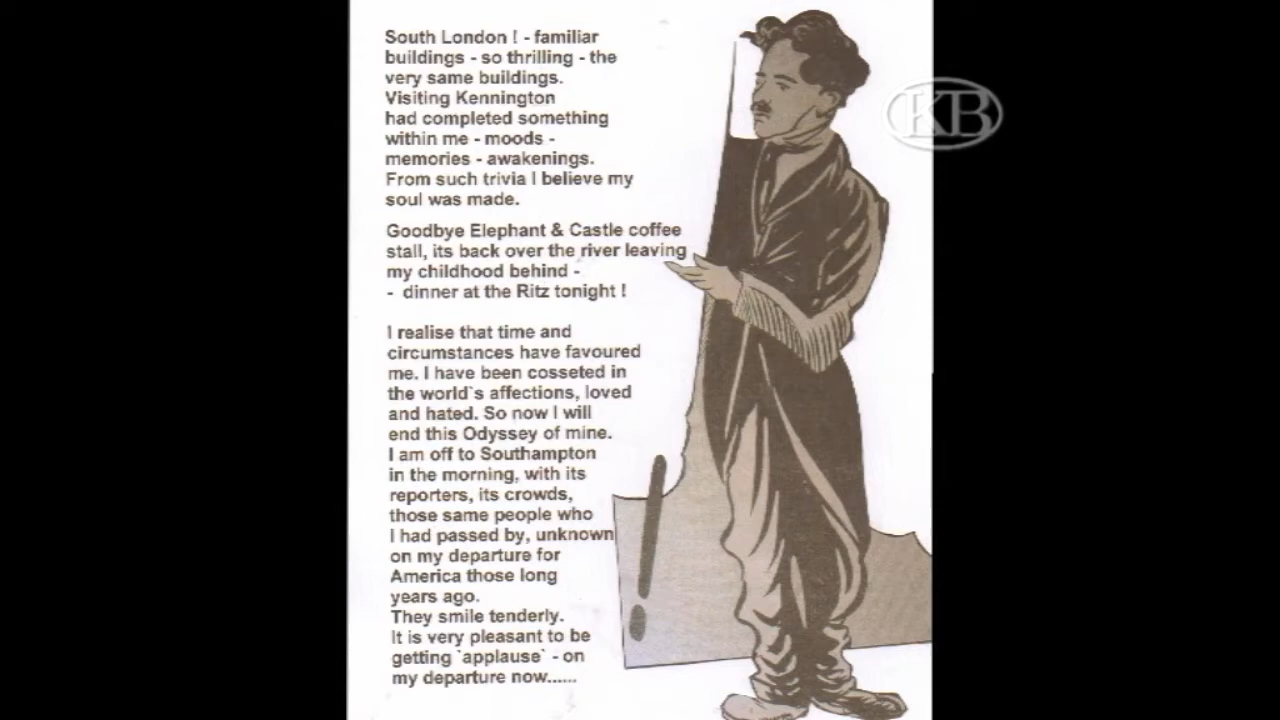 South London ! - familiar
buildings - so thrilling - the
very same buildings.
Visiting Kennington
had completed something
within me - moods -
memories - awakenings.
From such trivia I believe my
soul was made.
Goodbye Elephant & Castle coffee
stall, its back over the river leaving
my childhood behind -
- dinner at the Ritz tonight !
I realise that time and
circumstances have favoured
me. I have been cosseted in
the world`s affections, loved
and hated. So now I will
end this Odyssey of mine.
I am off to Southampton
in the morning, with its
reporters, its crowds,
those same people who
I had passed by, unknown
on my departure for
America those long
years ago.
They smile tenderly.
It is very pleasant to be
getting `applause` - on
my departure now......
!
KB